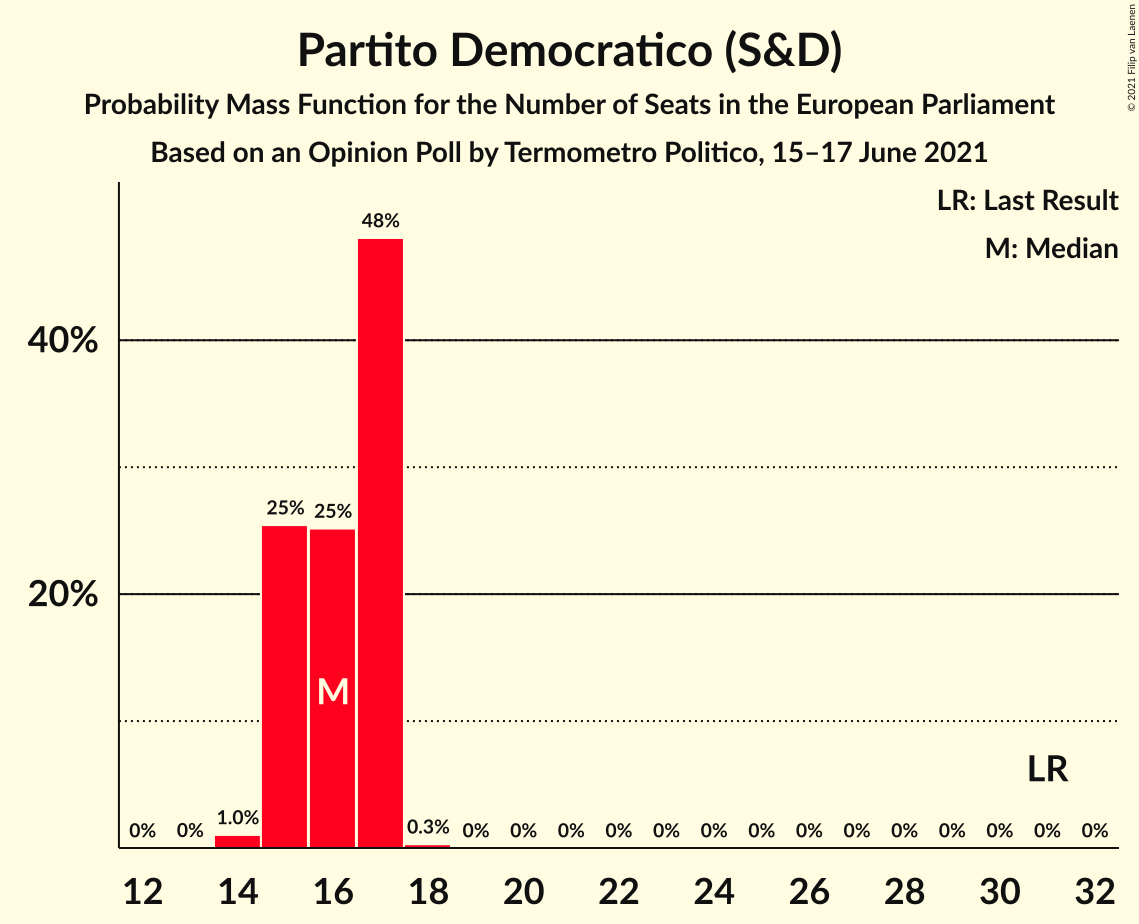 Partito Democratico (S&D)
Probability Mass Function for the Number of Seats in the European Parliament
Based on an Opinion Poll by Termometro Politico, 15–17 June 2021
© 2021 Filip van Laenen
LR: Last Result
M: Median
48%
40%
25% 25%
20%
M
LR
0% 0% 1.0% 0.3% 0% 0% 0% 0% 0% 0% 0% 0% 0% 0% 0% 0% 0% 0%
12 14 16 18 20 22 24 26 28 30 32